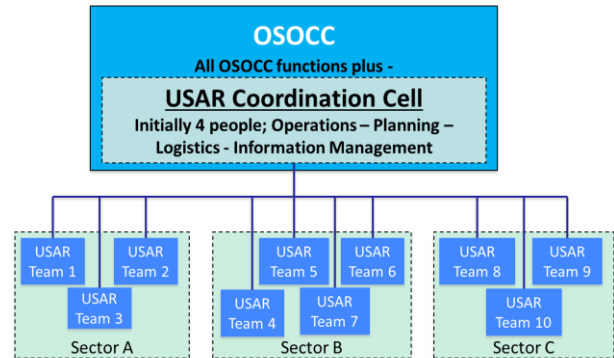 OSOCC
All OSOCC functions plus -
USAR Coordination Cell
Initially 4 people; Operations – Planning –
Logistics - Information Management
USAR
Team 1
USAR
Team 2
USAR
Team 3
Sector A
USAR
Team 4
USAR
Team 5
USAR
Team 6
USAR
Team 7
Sector B
USAR
Team 8
USAR
Team 9
USAR
Team 10
Sector C